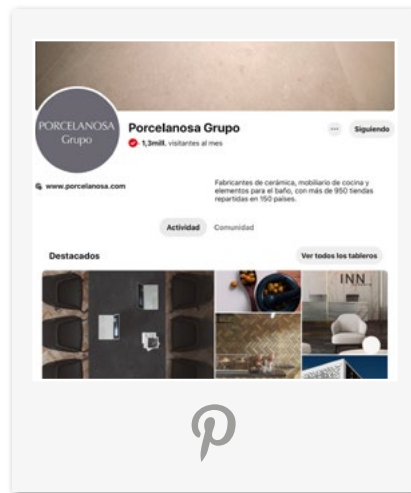 PORCELANOSA
Grupo
Porcelanosa Grupo
Siguiendo
1,3mill. visitantes al mes
www.porcelanosa.com
Fabricantes de cerámica, mobiliario de cocina y
elementos para el baño, con más de 950 tiendas
repartidas en 150 países.
Actividad
Comunidad
Destacados
Ver todos los tableros
INN